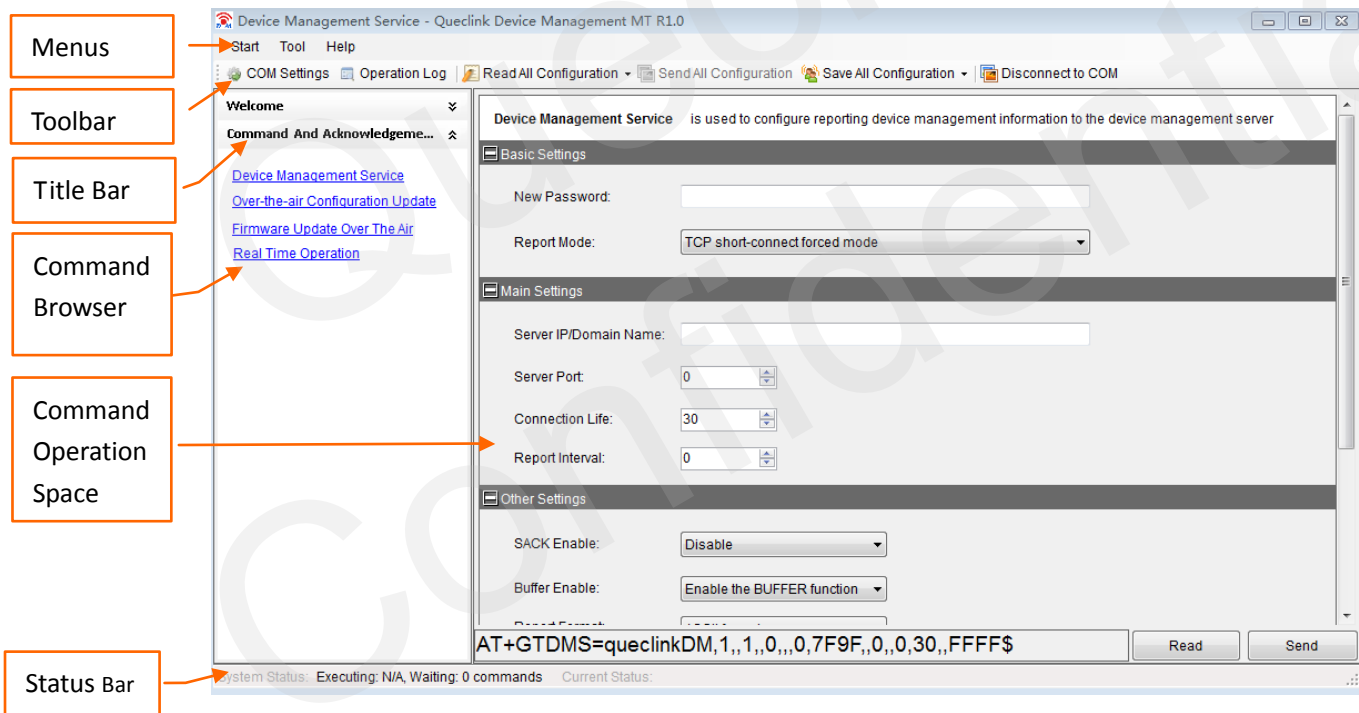 Device Management Service - Queclink Device Management MT R1.0
Menus
Start Tool Help
COM Settings Operation Log Read All Configuration Send All Configuration Save All Configuration Disconnect to COM
Toolbar
Welcome
Command And Acknowledgeme...
Title Bar
Device Management Service
Over-the-air Configuration Update
Firmware Update Over The Air
Real Time Operation
Command
Browser
Device Management Service is used to configure reporting device management information to the device management server
Basic Settings
New Password:
Report Mode: TCP short-connect forced mode
Main Settings
Server IP/Domain Name:
Server Port: 0
Connection Life: 30
Report Interval: 0
Command
Operation
Space
Other Settings
SACK Enable: Disable
Buffer Enable: Enable the BUFFER function
Report Format:
AT+GTDMS=queclinkDM,1,,1,,0,,,0,7F9F,,0,,0,30,,FFFF$
Read Send
Status Bar
System Status: Executing: N/A, Waiting: 0 commands Current Status:
Confidential